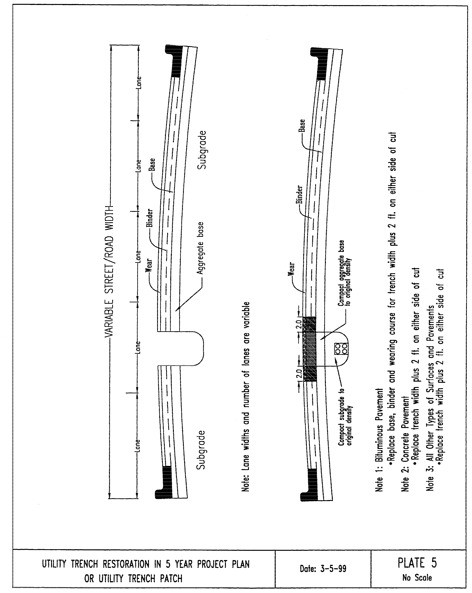 VARIABLE STREET/ROAD WIDTH
Lane
Lane
Lane
Lane
Lane
Wear
Binder
Base
Aggregate base
Subgrade
Subgrade
Note: Lane widths and number of lanes are variable
Wear
Binder
Base
2.0
2.0
Compact aggregate base
to original density
Compact subgrade to
original density
Note 1: Bituminous Pavement
•Replace base, binder and wearing course for trench width plus 2 ft. on either side of cut
Note 2: Concrete Pavement
•Replace trench width plus 2 ft. on either side of cut
Note 3: All Other Types of Surfaces and Pavements
•Replace trench width plus 2 ft. on either side of cut
UTILITY TRENCH RESTORATION IN 5 YEAR PROJECT PLAN
OR UTILITY TRENCH PATCH
Date: 3-5-99
PLATE 5
No Scale